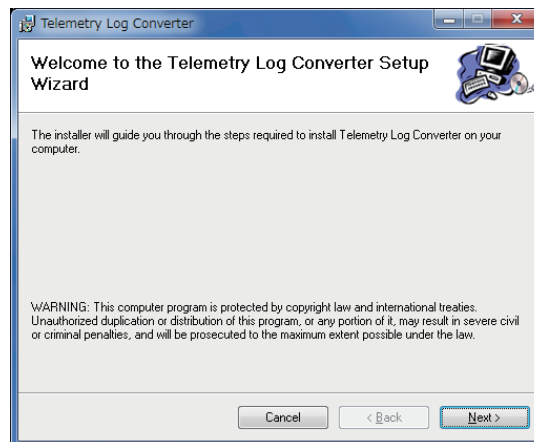 Telemetry Log Converter
Welcome to the Telemetry Log Converter Setup
Wizard
The installer will guide you through the steps required to install Telemetry Log Converter on your
computer.
WARNING: This computer program is protected by copyright law and international treaties.
Unauthorized duplication or distribution of this program, or any portion of it, may result in severe civil
or criminal penalties, and will be prosecuted to the maximum extent possible under the law.
Cancel < Back Next >